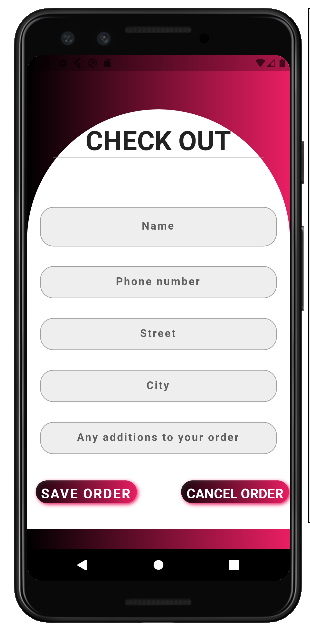 CHECK OUT
Name
Phone number
Street
City
Any additions to your order
SAVE ORDER
CANCEL ORDER